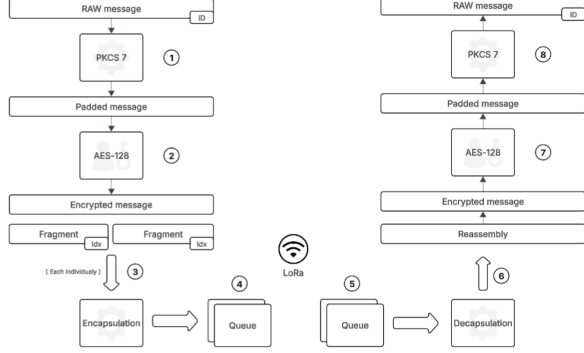 RAW message
ID
PKCS 7
1
Padded message
AES-128
2
Encrypted message
Fragment
Idx
Fragment
Idx
( Each Individualy )
3
Encapsulation
4
Queue
LoRa
5
Queue
Decapsulation
6
Reassembly
Encrypted message
AES-128
7
Padded message
PKCS 7
8
RAW message
ID